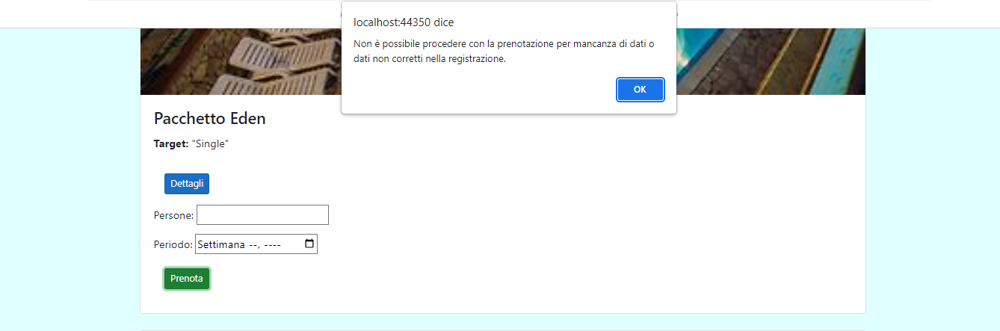 localhost:44350 dice
Non è possibile procedere con la prenotazione per mancanza di dati o
dati non corretti nella registrazione.
OK
Pacchetto Eden
Target: "Single"
Dettagli
Persone:
Periodo: Settimana --, ----
Prenota